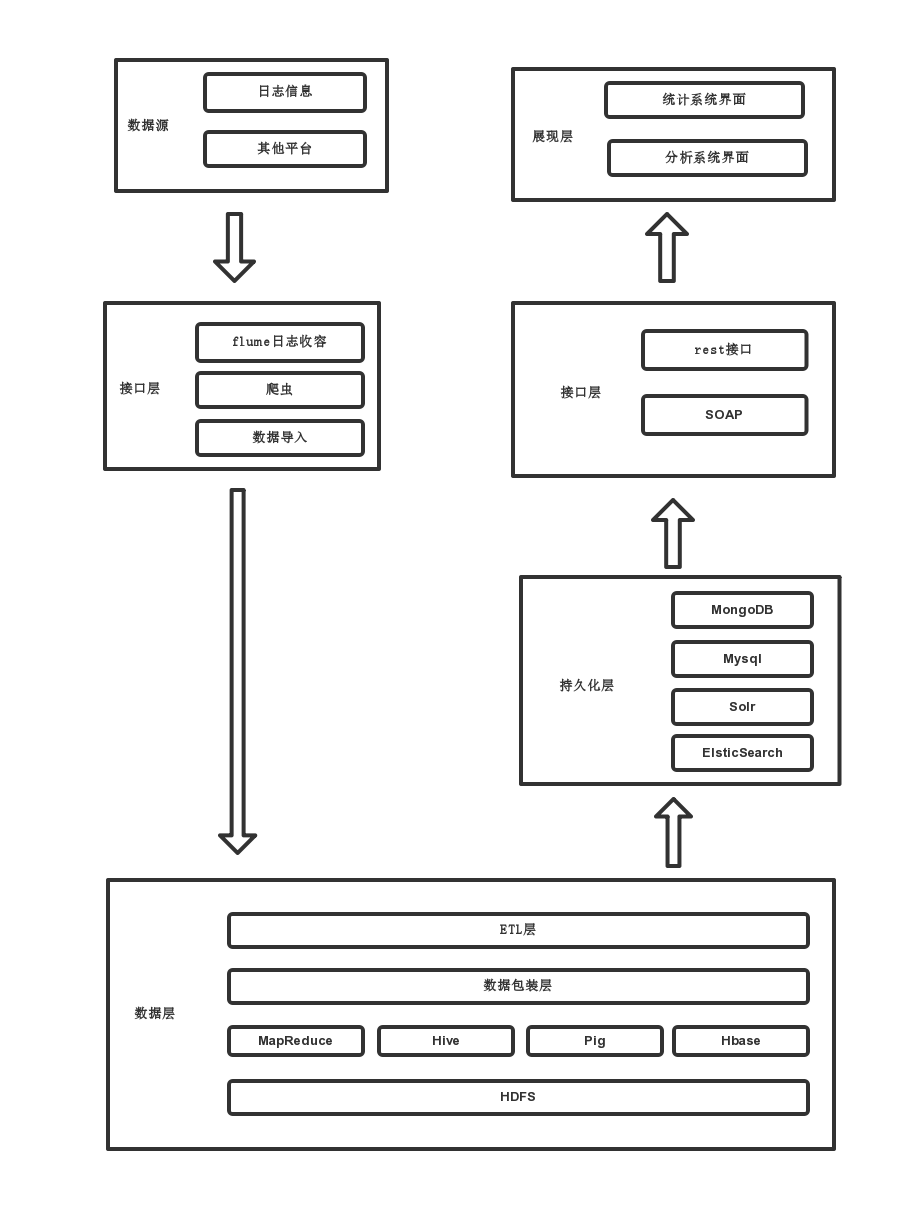 数据源
日志信息
其他平台
接口层
flume日志收容
爬虫
数据导入
展现层
统计系统界面
分析系统界面
接口层
rest接口
SOAP
持久化层
MongoDB
Mysql
Solr
ElsticSearch
数据层
ETL层
数据包装层
MapReduce
Hive
Pig
Hbase
HDFS